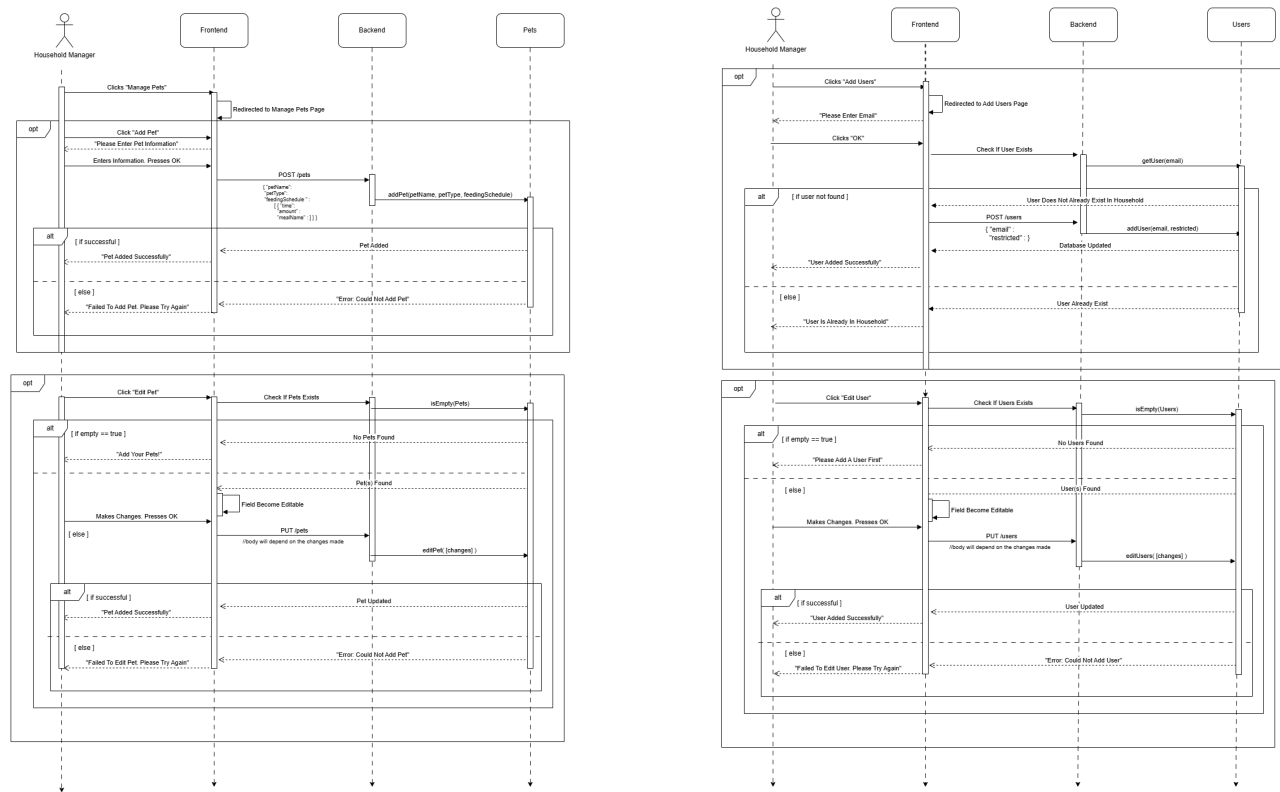 Household Manager
Frontend
Backend
Pets
Clicks "Manage Pets"
Redirected to Manage Pets Page
opt
Click "Add Pet"
"Please Enter Pet Information"
Enters Information. Presses OK
POST /pets
{ "petName":
"petType":
"feedingSchedule" :
[ { "time":
"amount" :
"mealName" : ] } }
addPet(petName, petType, feedingSchedule)
alt
[ if successful ]
Pet Added
"Pet Added Successfully"
[ else ]
"Error: Could Not Add Pet"
"Failed To Add Pet. Please Try Again"
opt
Click "Edit Pet"
Check If Pets Exists
isEmpty(Pets)
alt
[ if empty == true ]
No Pets Found
"Add Your Pets!"
Pet(s) Found
Field Become Editable
Makes Changes. Presses OK
[ else ]
PUT /pets
//body will depend on the changes made
editPet( [changes] )
alt
[ if successful ]
Pet Updated
"Pet Added Successfully"
[ else ]
"Error: Could Not Add Pet"
"Failed To Edit Pet. Please Try Again"
Household Manager
Frontend
Backend
Users
opt
Clicks "Add Users"
Redirected to Add Users Page
"Please Enter Email"
Clicks "OK"
Check If User Exists
getUser(email)
alt
[ if user not found ]
User Does Not Already Exist In Household
POST /users
{ "email" :
"restricted" : }
addUser(email, restricted)
Database Updated
"User Added Successfully"
[ else ]
User Already Exist
"User Is Already In Household"
opt
Click "Edit User"
Check If Users Exists
isEmpty(Users)
alt
[ if empty == true ]
No Users Found
"Please Add A User First"
[ else ]
User(s) Found
Field Become Editable
Makes Changes. Presses OK
PUT /users
//body will depend on the changes made
editUsers( [changes] )
alt
[ if successful ]
User Updated
"User Added Successfully"
[ else ]
"Error: Could Not Add User"
"Failed To Edit User. Please Try Again"